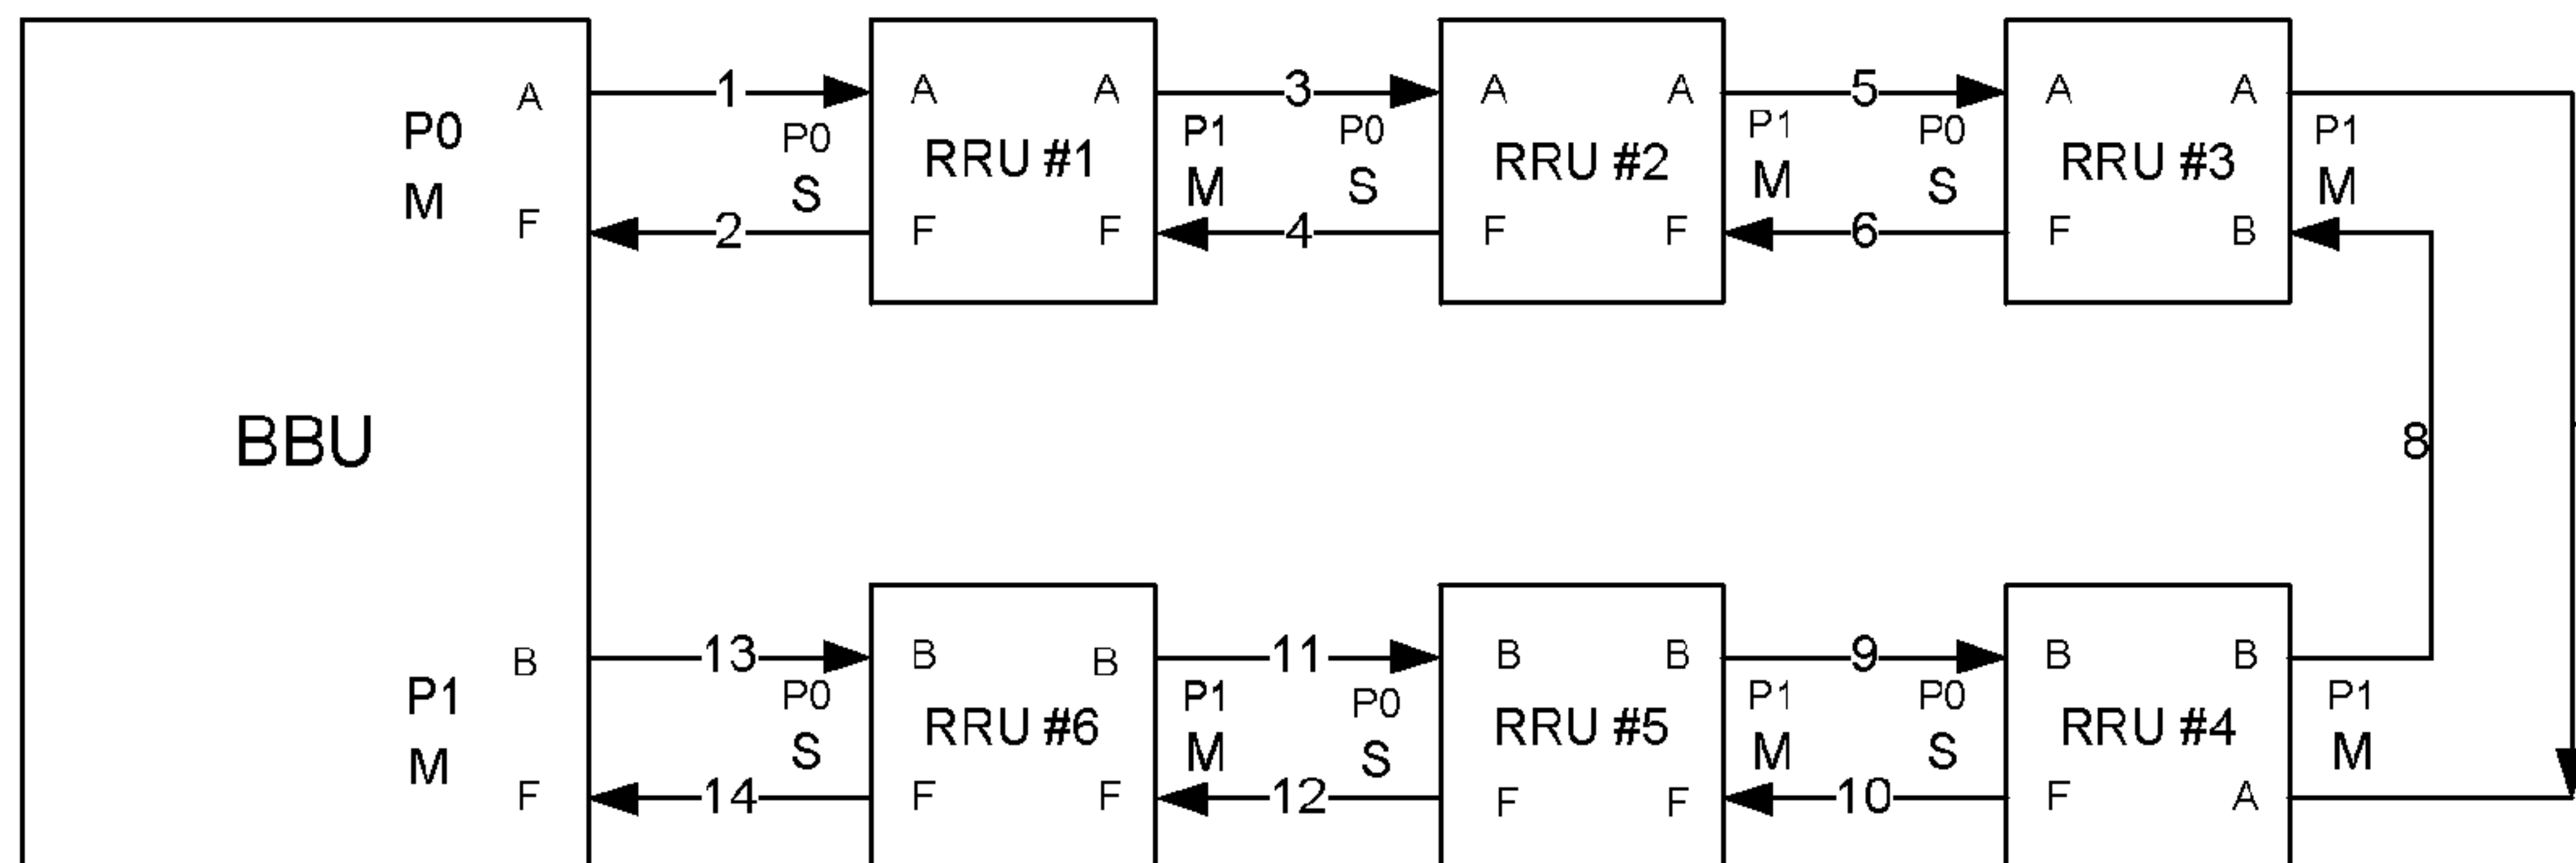 A 1 A A 3 A A 5 A A
P0 P0 P1 P0 P1 P0 P1
RRU #1 RRU #2 RRU #3
M S M S M S M
F 2 F F 4 F F 6 F B
BBU 8
B 13 B B 11 B B 9 B B
P1 P0 P1 P0 P1 P0 P1
RRU #6 RRU #5 RRU #4
M S M S M S M
F 14 F F 12 F F 10 F A